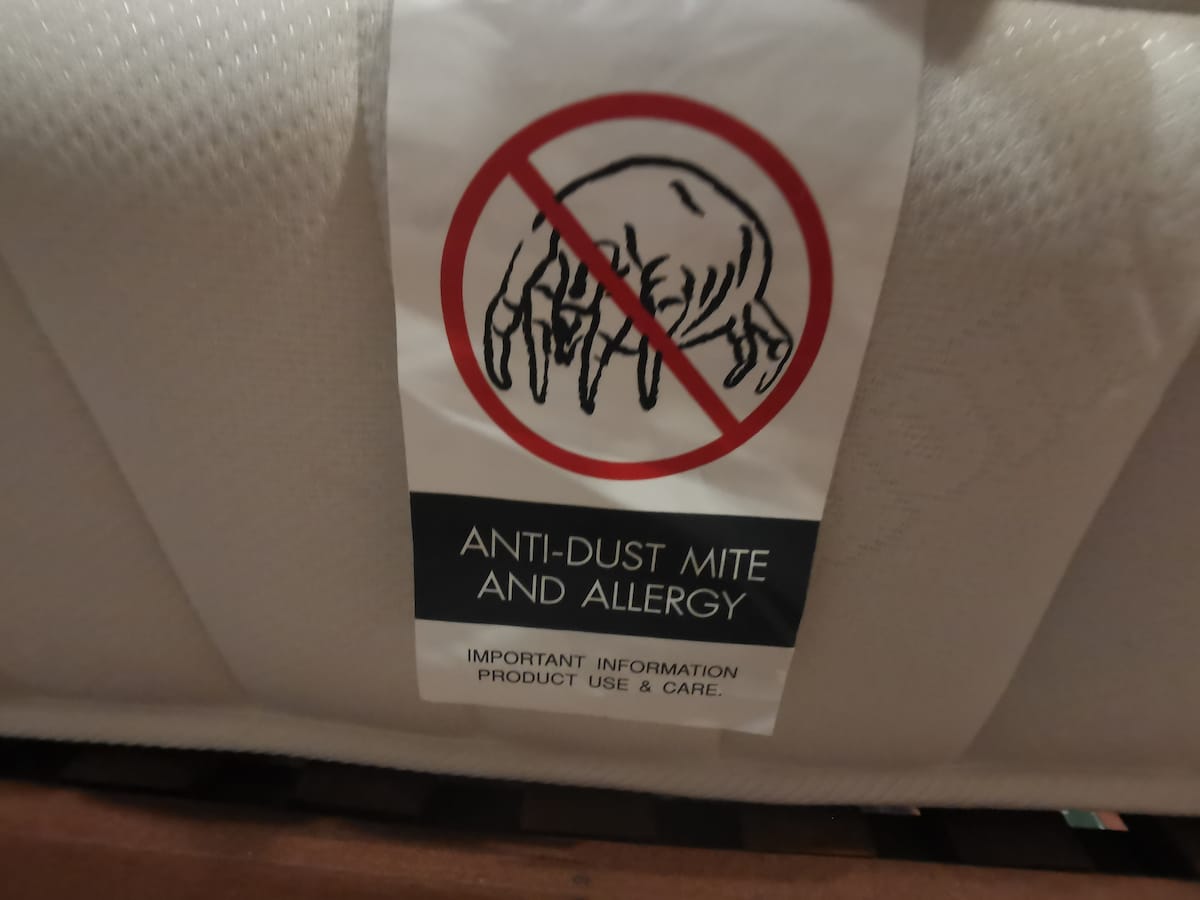 ANTI-DUST MITE
AND ALLERGY
IMPORTANT INFORMATION
PRODUCT USE & CARE.